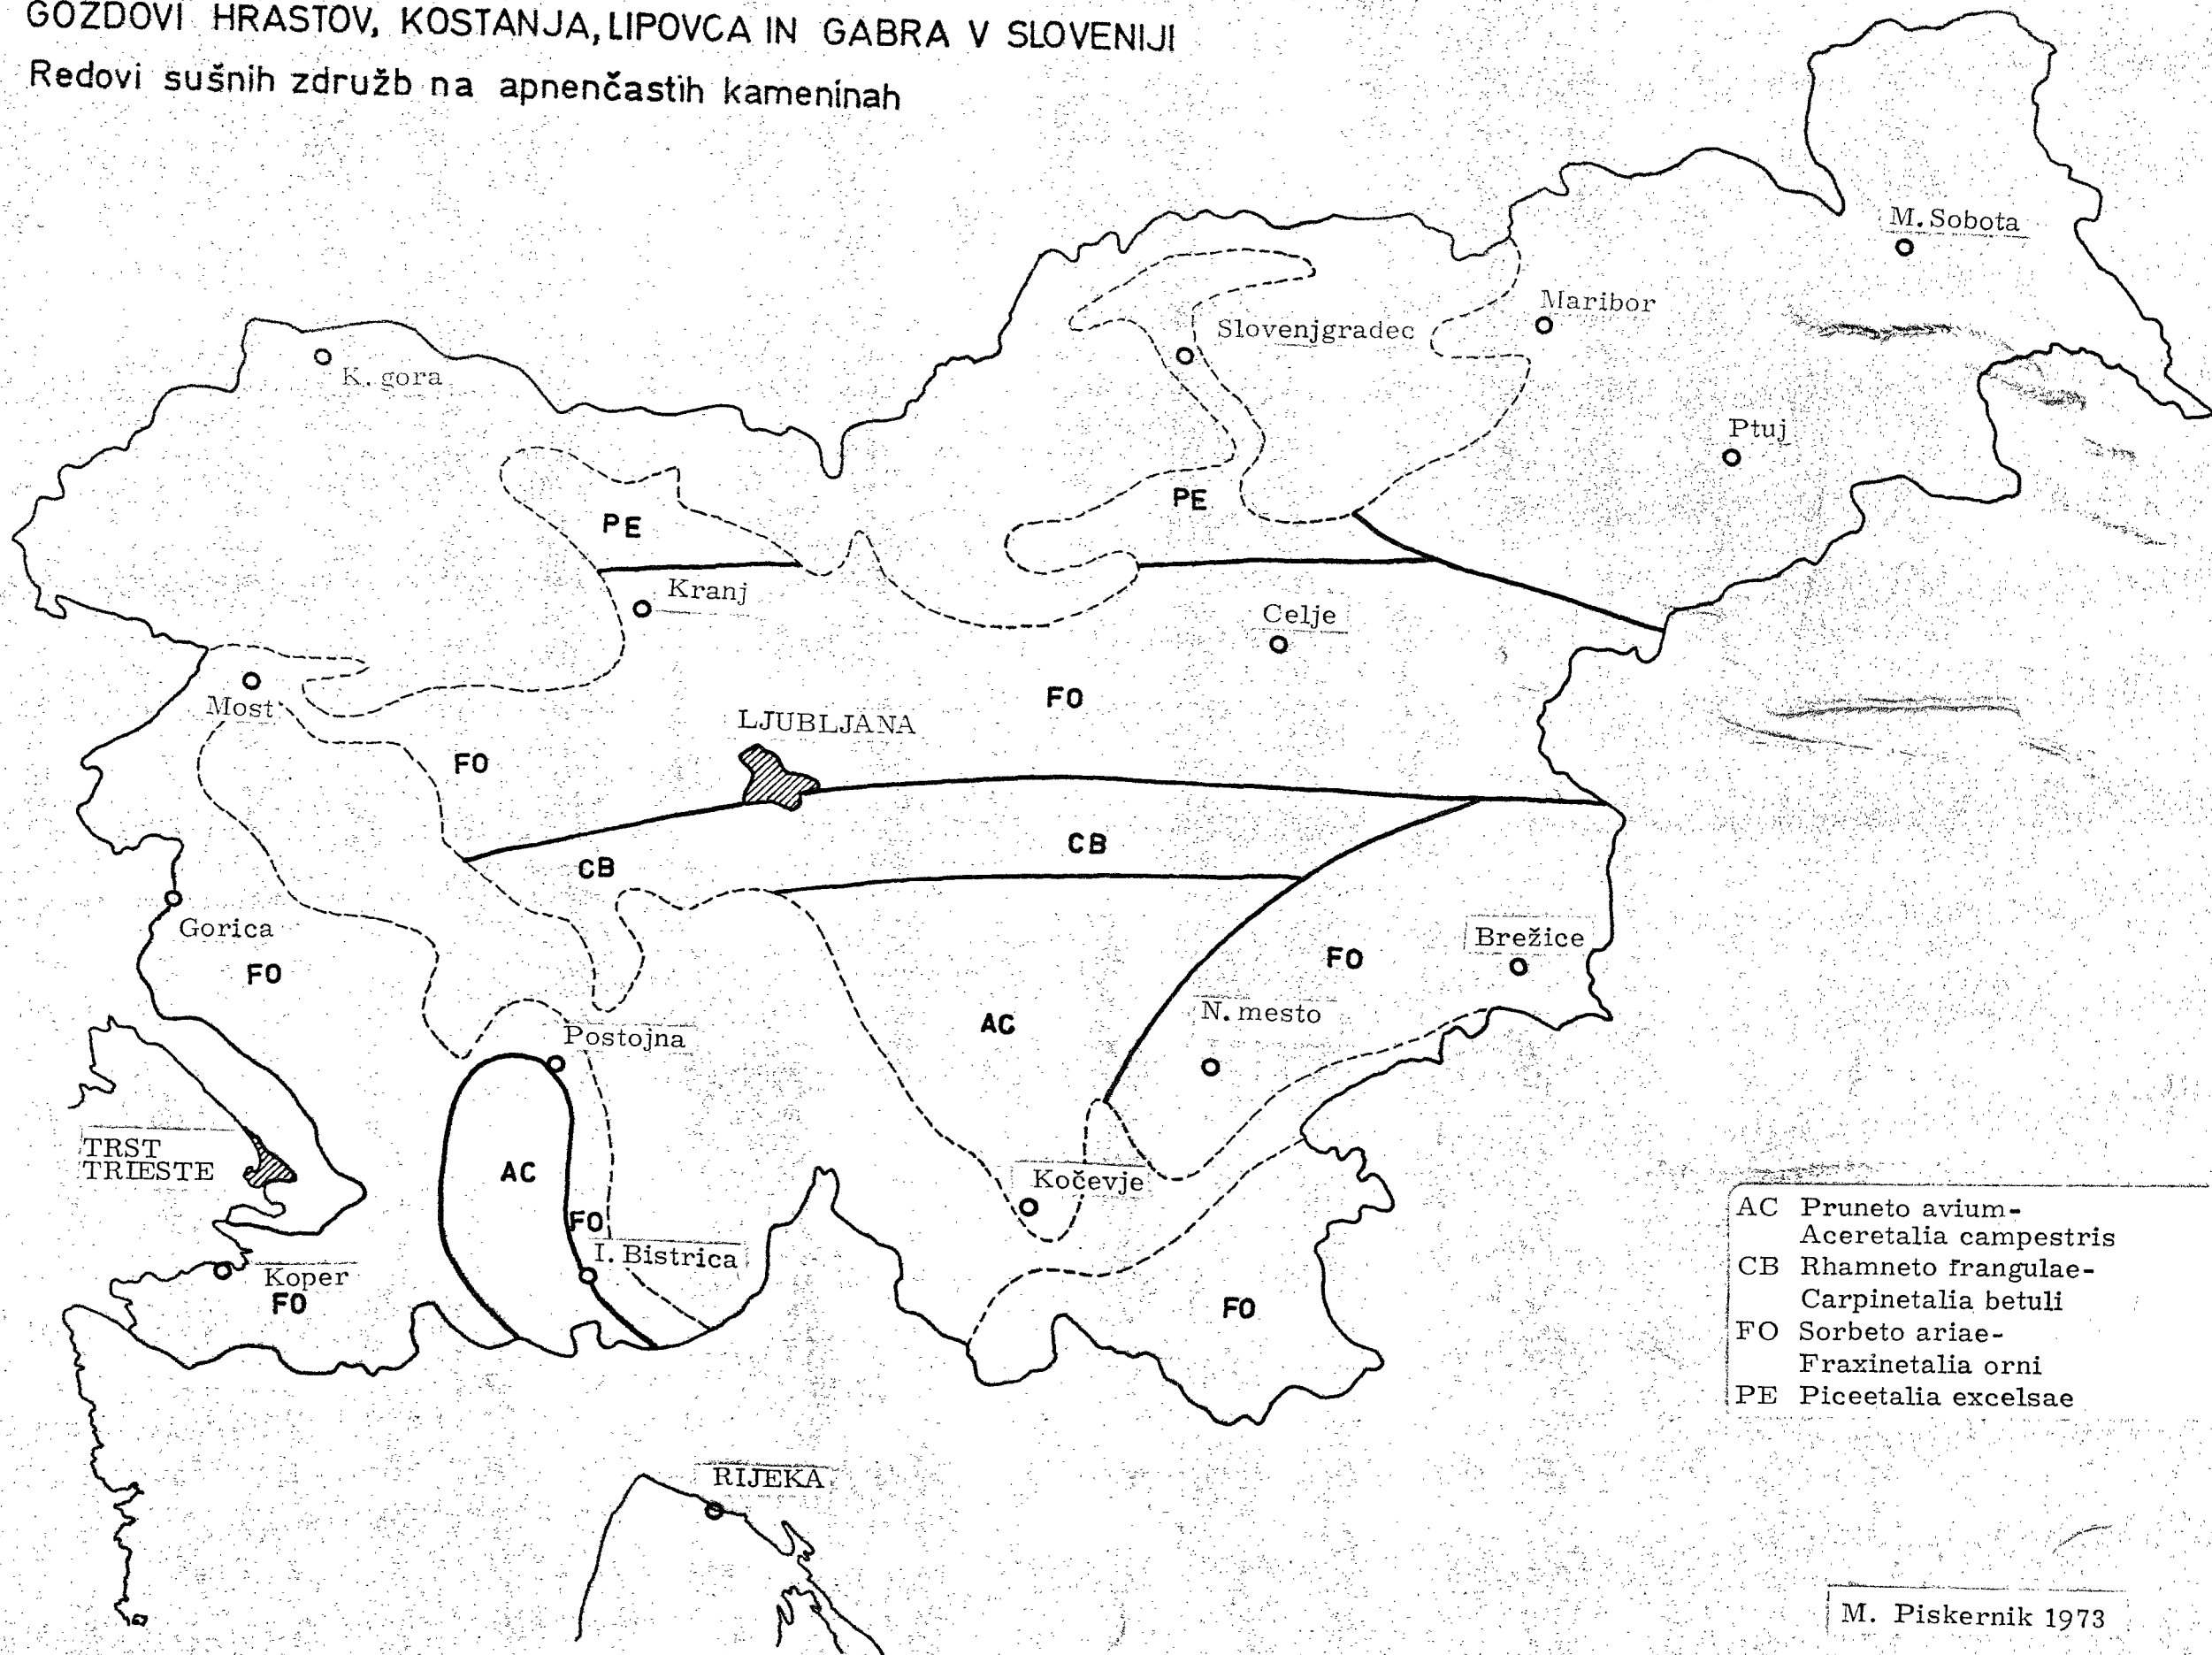 GOZDOVI HRASTOV, KOSTANJA, LIPOVCA IN GABRA V SLOVENIJI
Redovi sušnih združb na apnenčastih kameninah
M. Sobota
Maribor
Slovenjgradec
K. gora
Ptuj
PE
PE
Kranj
Celje
FO
Most
LJUBLJANA
FO
CB
CB
Gorica
FO
FO
Brežice
AC
N. mesto
Postojna
TRST
TRIESTE
AC
Kočevje
FO
I. Bistrica
Koper
FO
FO
AC Pruneto avium-
Aceretalia campestris
CB Rhamneto frangulae-
Carpinetalia betuli
FO Sorbeto ariae-
Fraxinetalia orni
PE Piceetalia excelsae
RIJEKA
M. Piskernik 1973